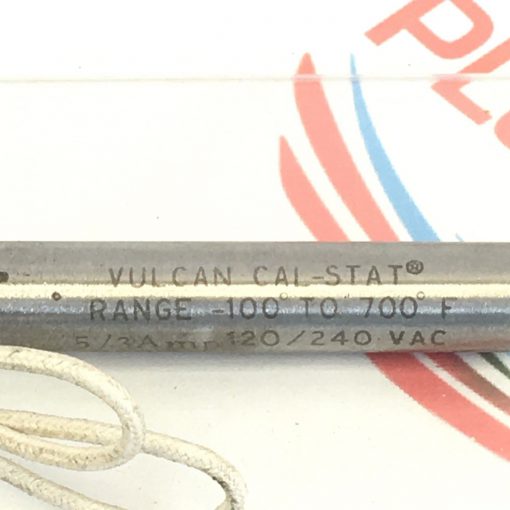 VULCAN CAL-STAT®
RANGE -100° TO 700° F
5/3Amp 120/240 VAC